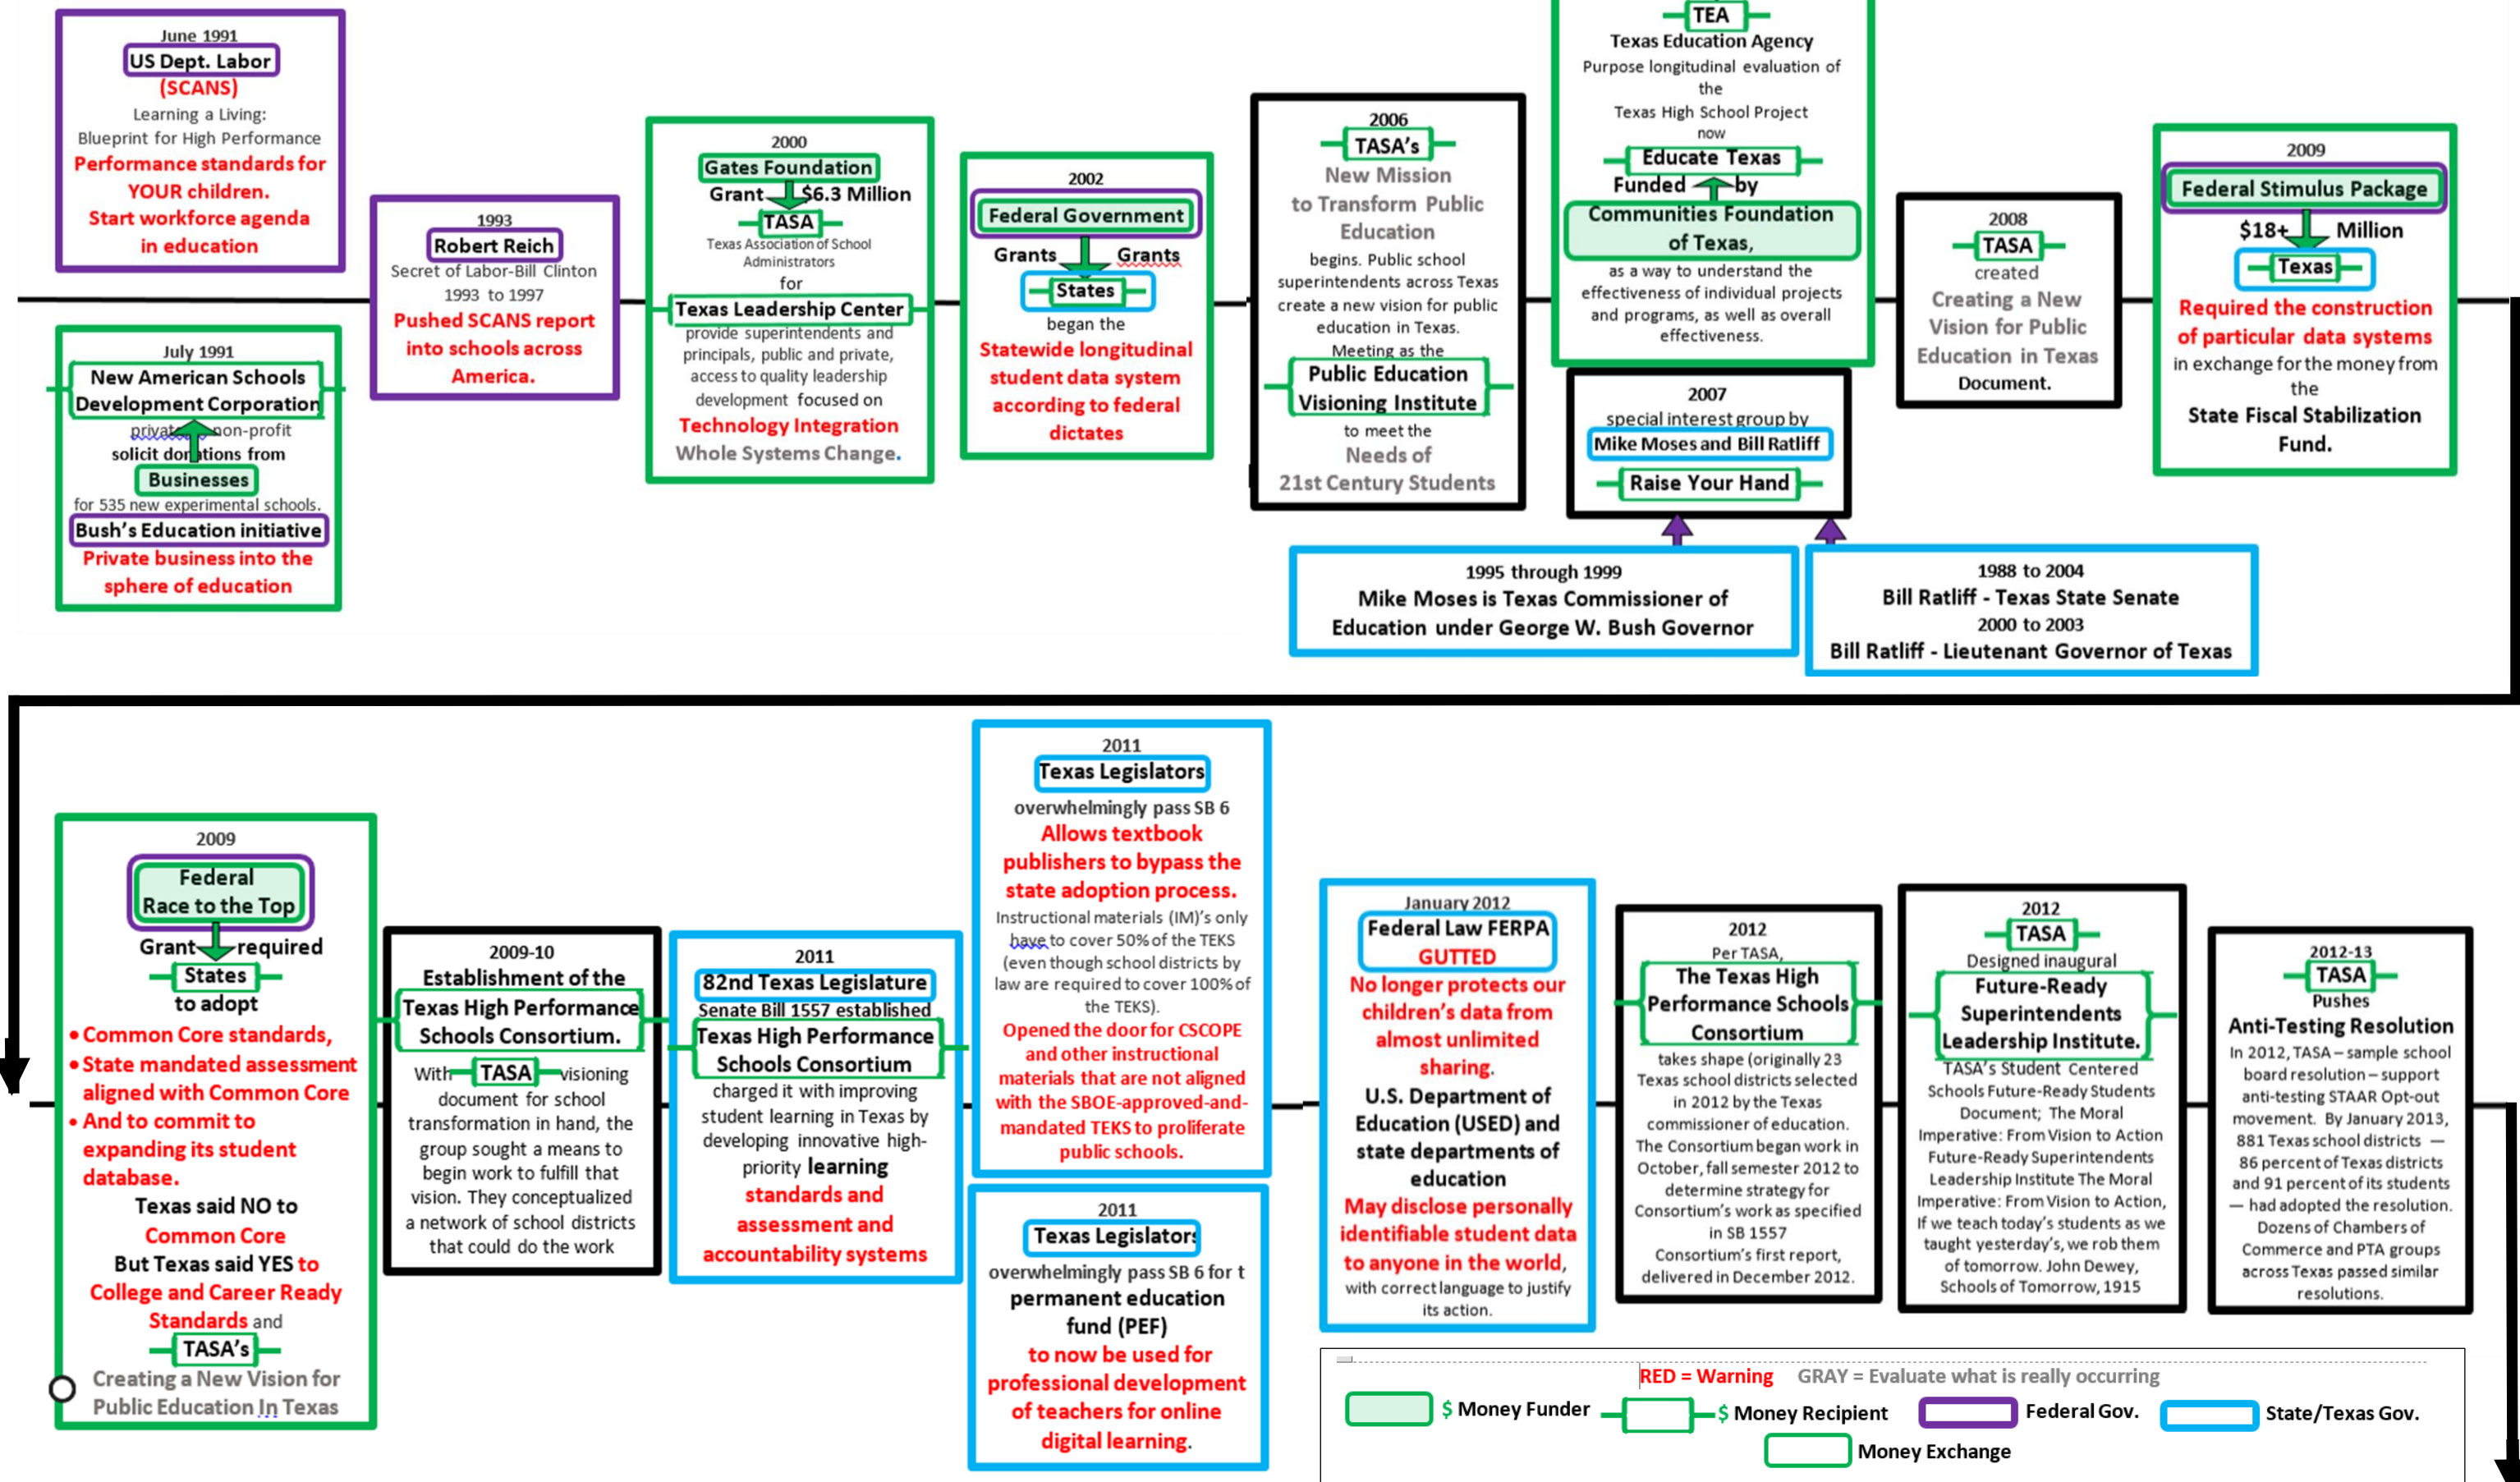 June 1991
US Dept. Labor
(SCANS)
Learning a Living:
Blueprint for High Performance
Performance standards for
YOUR children.
Start workforce agenda
in education
July 1991
New American Schools
Development Corporation
private non-profit
solicit donations from
Businesses
for 535 new experimental schools.
Bush's Education initiative
Private business into the
sphere of education
1993
Robert Reich
Secret of Labor-Bill Clinton
1993 to 1997
Pushed SCANS report
into schools across
America.
2000
Gates Foundation
Grant $6.3 Million
TASA
Texas Association of School
Administrators
for
Texas Leadership Center
provide superintendents and
principals, public and private,
access to quality leadership
development focused on
Technology Integration
Whole Systems Change.
2002
Federal Government
Grants Grants
States
began the
Statewide longitudinal
student data system
according to federal
dictates
2006
TASA's
New Mission
to Transform Public
Education
begins. Public school
superintendents across Texas
create a new vision for public
education in Texas.
Meeting as the
Public Education
Visioning Institute
to meet the
Needs of
21st Century Students
TEA
Texas Education Agency
Purpose longitudinal evaluation of
the
Texas High School Project
now
Educate Texas
Funded by
Communities Foundation
of Texas,
as a way to understand the
effectiveness of individual projects
and programs, as well as overall
effectiveness.
2007
special interest group by
Mike Moses and Bill Ratliff
Raise Your Hand
1995 through 1999
Mike Moses is Texas Commissioner of
Education under George W. Bush Governor
1988 to 2004
Bill Ratliff - Texas State Senate
2000 to 2003
Bill Ratliff - Lieutenant Governor of Texas
2008
TASA
created
Creating a New
Vision for Public
Education in Texas
Document.
2009
Federal Stimulus Package
$18+ Million
Texas
Required the construction
of particular data systems
in exchange for the money from
the
State Fiscal Stabilization
Fund.
2009
Federal
Race to the Top
Grant required
States
to adopt
• Common Core standards,
• State mandated assessment
aligned with Common Core
• And to commit to
expanding its student
database.
Texas said NO to
Common Core
But Texas said YES to
College and Career Ready
Standards and
TASA's
Creating a New Vision for
Public Education In Texas
2009-10
Establishment of the
Texas High Performance
Schools Consortium.
With TASA visioning
document for school
transformation in hand, the
group sought a means to
begin work to fulfill that
vision. They conceptualized
a network of school districts
that could do the work
2011
82nd Texas Legislature
Senate Bill 1557 established
Texas High Performance
Schools Consortium
charged it with improving
student learning in Texas by
developing innovative high-
priority learning
standards and
assessment and
accountability systems
2011
Texas Legislators
overwhelmingly pass SB 6
Allows textbook
publishers to bypass the
state adoption process.
Instructional materials (IM)'s only
have to cover 50% of the TEKS
(even though school districts by
law are required to cover 100% of
the TEKS).
Opened the door for CSCOPE
and other instructional
materials that are not aligned
with the SBOE-approved-and-
mandated TEKS to proliferate
public schools.
2011
Texas Legislators
overwhelmingly pass SB 6 for t
permanent education
fund (PEF)
to now be used for
professional development
of teachers for online
digital learning.
January 2012
Federal Law FERPA
GUTTED
No longer protects our
children's data from
almost unlimited
sharing.
U.S. Department of
Education (USED) and
state departments of
education
May disclose personally
identifiable student data
to anyone in the world,
with correct language to justify
its action.
2012
Per TASA,
The Texas High
Performance Schools
Consortium
takes shape (originally 23
Texas school districts selected
in 2012 by the Texas
commissioner of education.
The Consortium began work in
October, fall semester 2012 to
determine strategy for
Consortium's work as specified
in SB 1557
Consortium's first report,
delivered in December 2012.
2012
TASA
Designed inaugural
Future-Ready
Superintendents
Leadership Institute.
TASA's Student Centered
Schools Future-Ready Students
Document; The Moral
Imperative: From Vision to Action
Future-Ready Superintendents
Leadership Institute The Moral
Imperative: From Vision to Action,
If we teach today's students as we
taught yesterday's, we rob them
of tomorrow. John Dewey,
Schools of Tomorrow, 1915
2012-13
TASA
Pushes
Anti-Testing Resolution
In 2012, TASA – sample school
board resolution – support
anti-testing STAAR Opt-out
movement. By January 2013,
881 Texas school districts —
86 percent of Texas districts
and 91 percent of its students
— had adopted the resolution.
Dozens of Chambers of
Commerce and PTA groups
across Texas passed similar
resolutions.
RED = Warning GRAY = Evaluate what is really occurring
$ Money Funder $ Money Recipient Federal Gov. State/Texas Gov.
Money Exchange